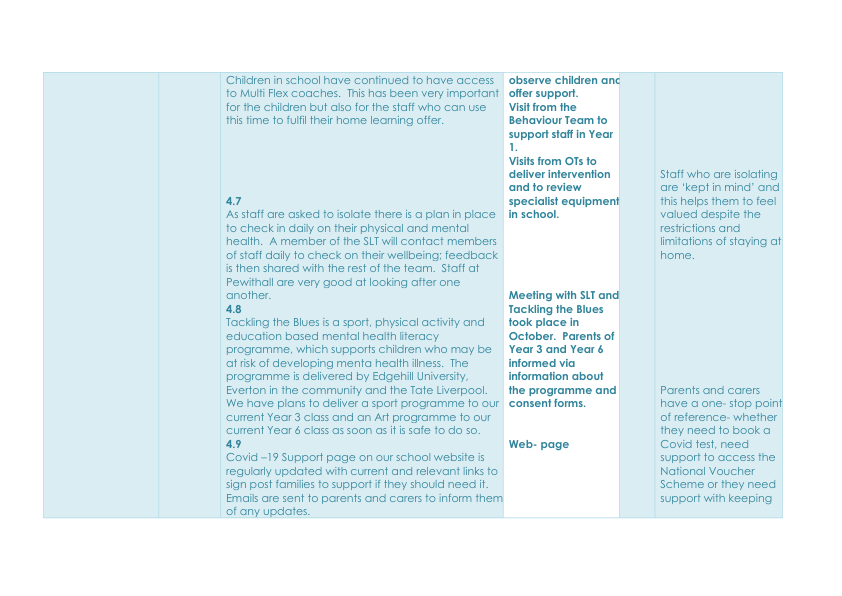 Children in school have continued to have access
to Multi Flex coaches.  This has been very important
for the children but also for the staff who can use
this time to fulfil their home learning offer.
4.7
As staff are asked to isolate there is a plan in place
to check in daily on their physical and mental
health.  A member of the SLT will contact members
of staff daily to check on their wellbeing; feedback
is then shared with the rest of the team.  Staff at
Pewithall are very good at looking after one
another.
4.8
Tackling the Blues is a sport, physical activity and
education based mental health literacy
programme, which supports children who may be
at risk of developing menta health illness.  The
programme is delivered by Edgehill University,
Everton in the community and the Tate Liverpool.
We have plans to deliver a sport programme to our
current Year 3 class and an Art programme to our
current Year 6 class as soon as it is safe to do so.
4.9
Covid –19 Support page on our school website is
regularly updated with current and relevant links to
sign post families to support if they should need it.
Emails are sent to parents and carers to inform them
of any updates.
observe children and
offer support.
Visit from the
Behaviour Team to
support staff in Year
1.
Visits from OTs to
deliver intervention
and to review
specialist equipment
in school.
Meeting with SLT and
Tackling the Blues
took place in
October.  Parents of
Year 3 and Year 6
informed via
information about
the programme and
consent forms.
Web- page
Staff who are isolating
are ‘kept in mind’ and
this helps them to feel
valued despite the
restrictions and
limitations of staying at
home.
Parents and carers
have a one- stop point
of reference- whether
they need to book a
Covid test, need
support to access the
National Voucher
Scheme or they need
support with keeping